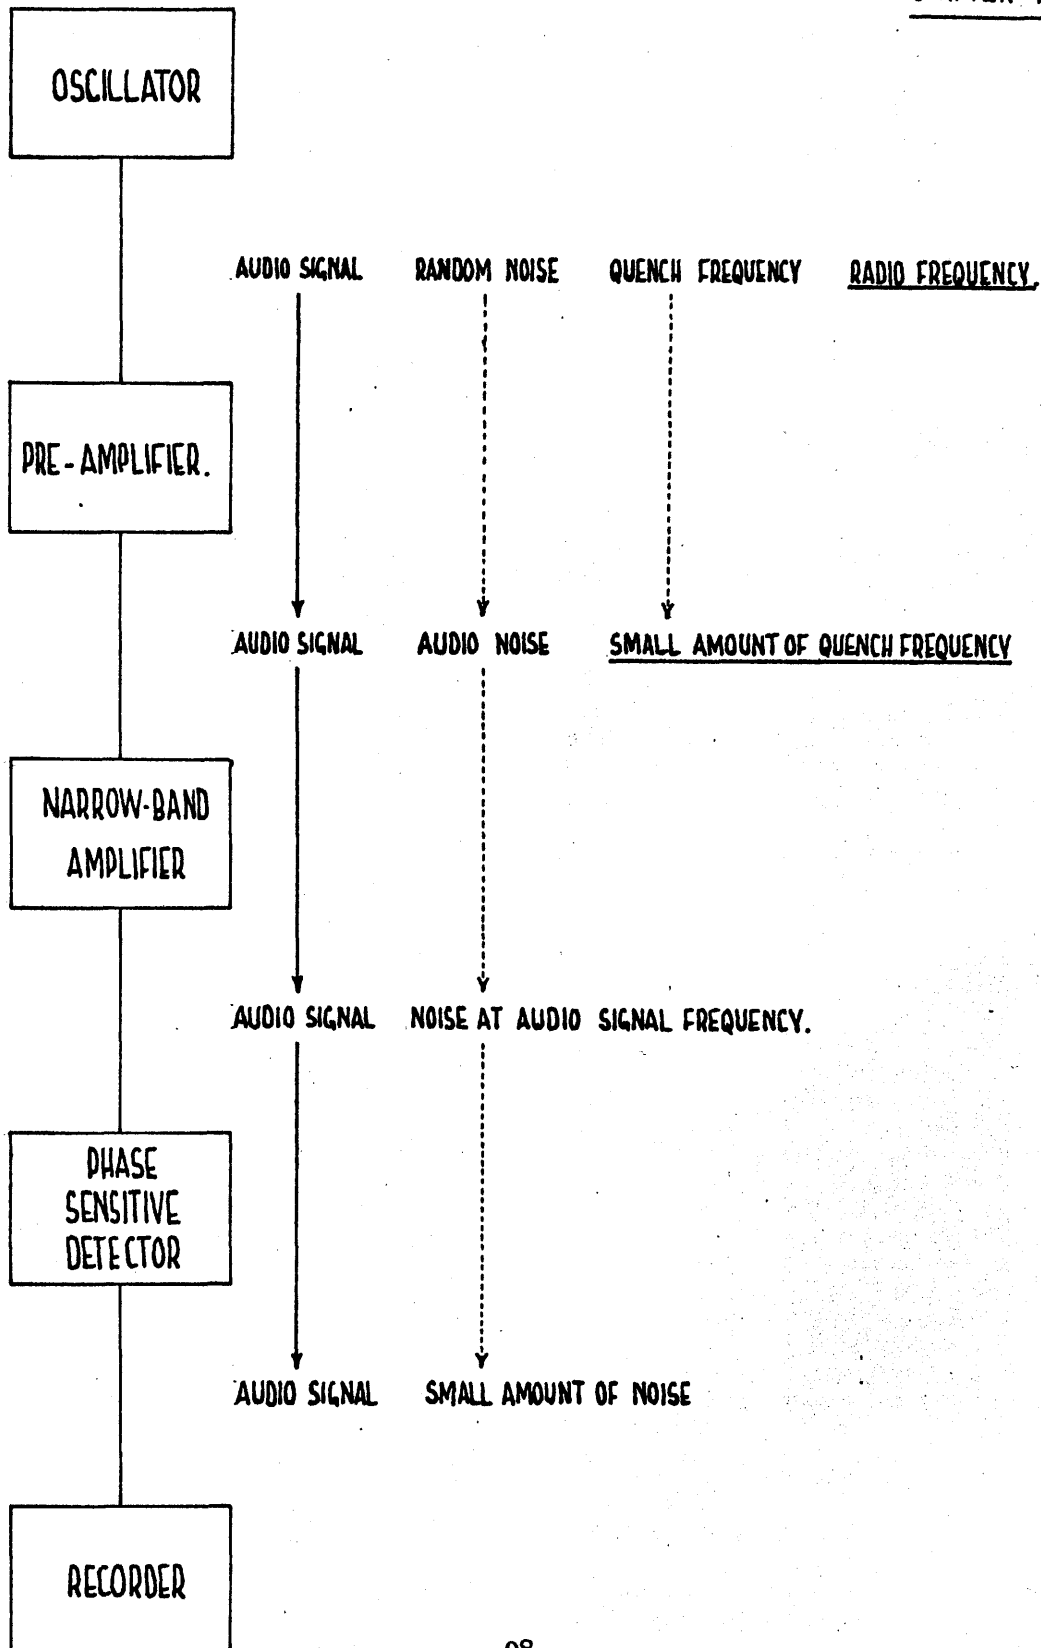 OSCILLATOR
AUDIO SIGNAL RANDOM NOISE QUENCH FREQUENCY RADIO FREQUENCY.
PRE-AMPLIFIER.
AUDIO SIGNAL AUDIO NOISE SMALL AMOUNT OF QUENCH FREQUENCY
NARROW-BAND
AMPLIFIER
AUDIO SIGNAL NOISE AT AUDIO SIGNAL FREQUENCY.
PHASE
SENSITIVE
DETECTOR
AUDIO SIGNAL SMALL AMOUNT OF NOISE
RECORDER